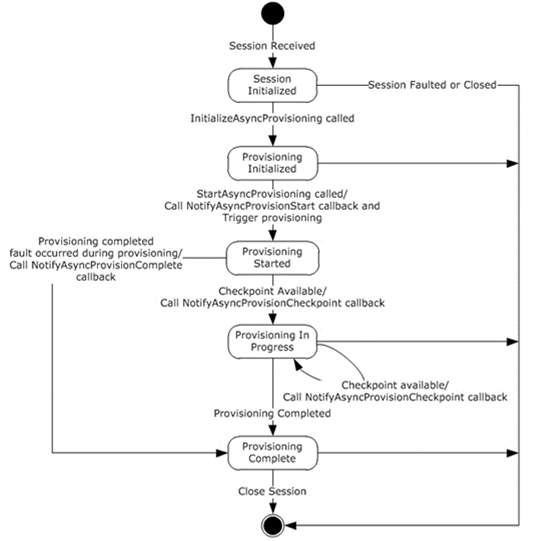 Session Received
Session
Initialized
Session Faulted or Closed
InitializeAsyncProvisioning called
Provisioning
Initialized
StartAsyncProvisioning called/
Call NotifyAsyncProvisionStart callback and
Trigger provisioning
Provisioning completed
fault occurred during provisioning/
Call NotifyAsyncProvisionComplete
callback
Provisioning
Started
Checkpoint Available/
Call NotifyAsyncProvisionCheckpoint callback
Provisioning In
Progress
Checkpoint available/
Call NotifyAsyncProvisionCheckpoint callback
Provisioning Completed
Provisioning
Complete
Close Session